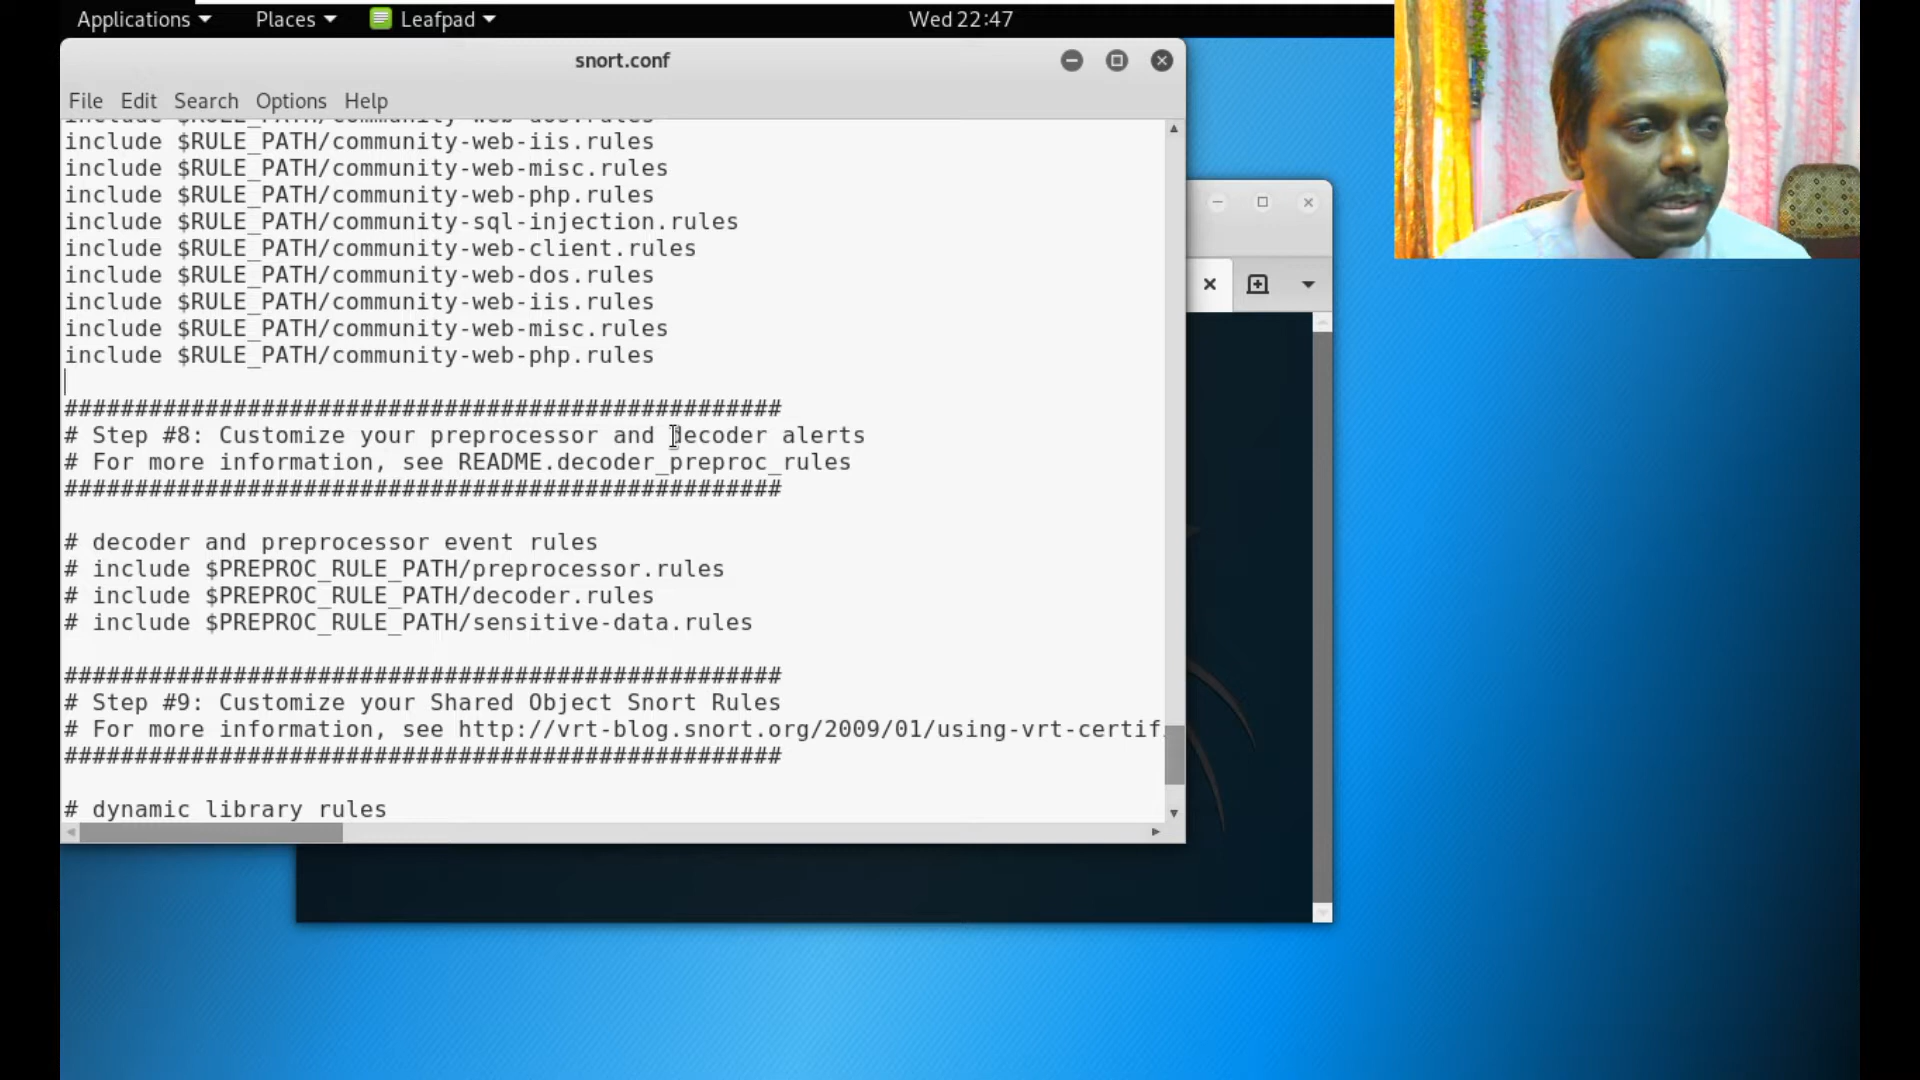 Applications Places Leafpad Wed 22:47
snort.conf
File Edit Search Options Help
include $RULE_PATH/community-web-dos.rules
include $RULE_PATH/community-web-iis.rules
include $RULE_PATH/community-web-misc.rules
include $RULE_PATH/community-web-php.rules
include $RULE_PATH/community-sql-injection.rules
include $RULE_PATH/community-web-client.rules
include $RULE_PATH/community-web-dos.rules
include $RULE_PATH/community-web-iis.rules
include $RULE_PATH/community-web-misc.rules
include $RULE_PATH/community-web-php.rules
###################################################
# Step #8: Customize your preprocessor and decoder alerts
# For more information, see README.decoder_preproc_rules
###################################################
# decoder and preprocessor event rules
# include $PREPROC_RULE_PATH/preprocessor.rules
# include $PREPROC_RULE_PATH/decoder.rules
# include $PREPROC_RULE_PATH/sensitive-data.rules
###################################################
# Step #9: Customize your Shared Object Snort Rules
# For more information, see http://vrt-blog.snort.org/2009/01/using-vrt-certif
###################################################
# dynamic library rules